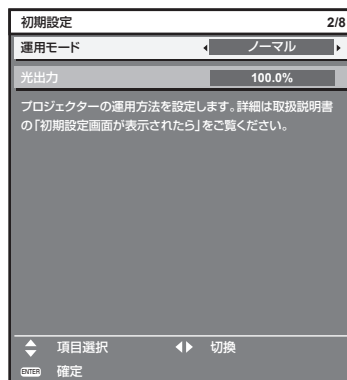 初期設定 2/8
運用モード ノーマル
光出力 100.0%
プロジェクターの運用方法を設定します。詳細は取扱説明書
の「初期設定画面が表示されたら」をご覧ください。
項目選択 切換
ENTER 確定